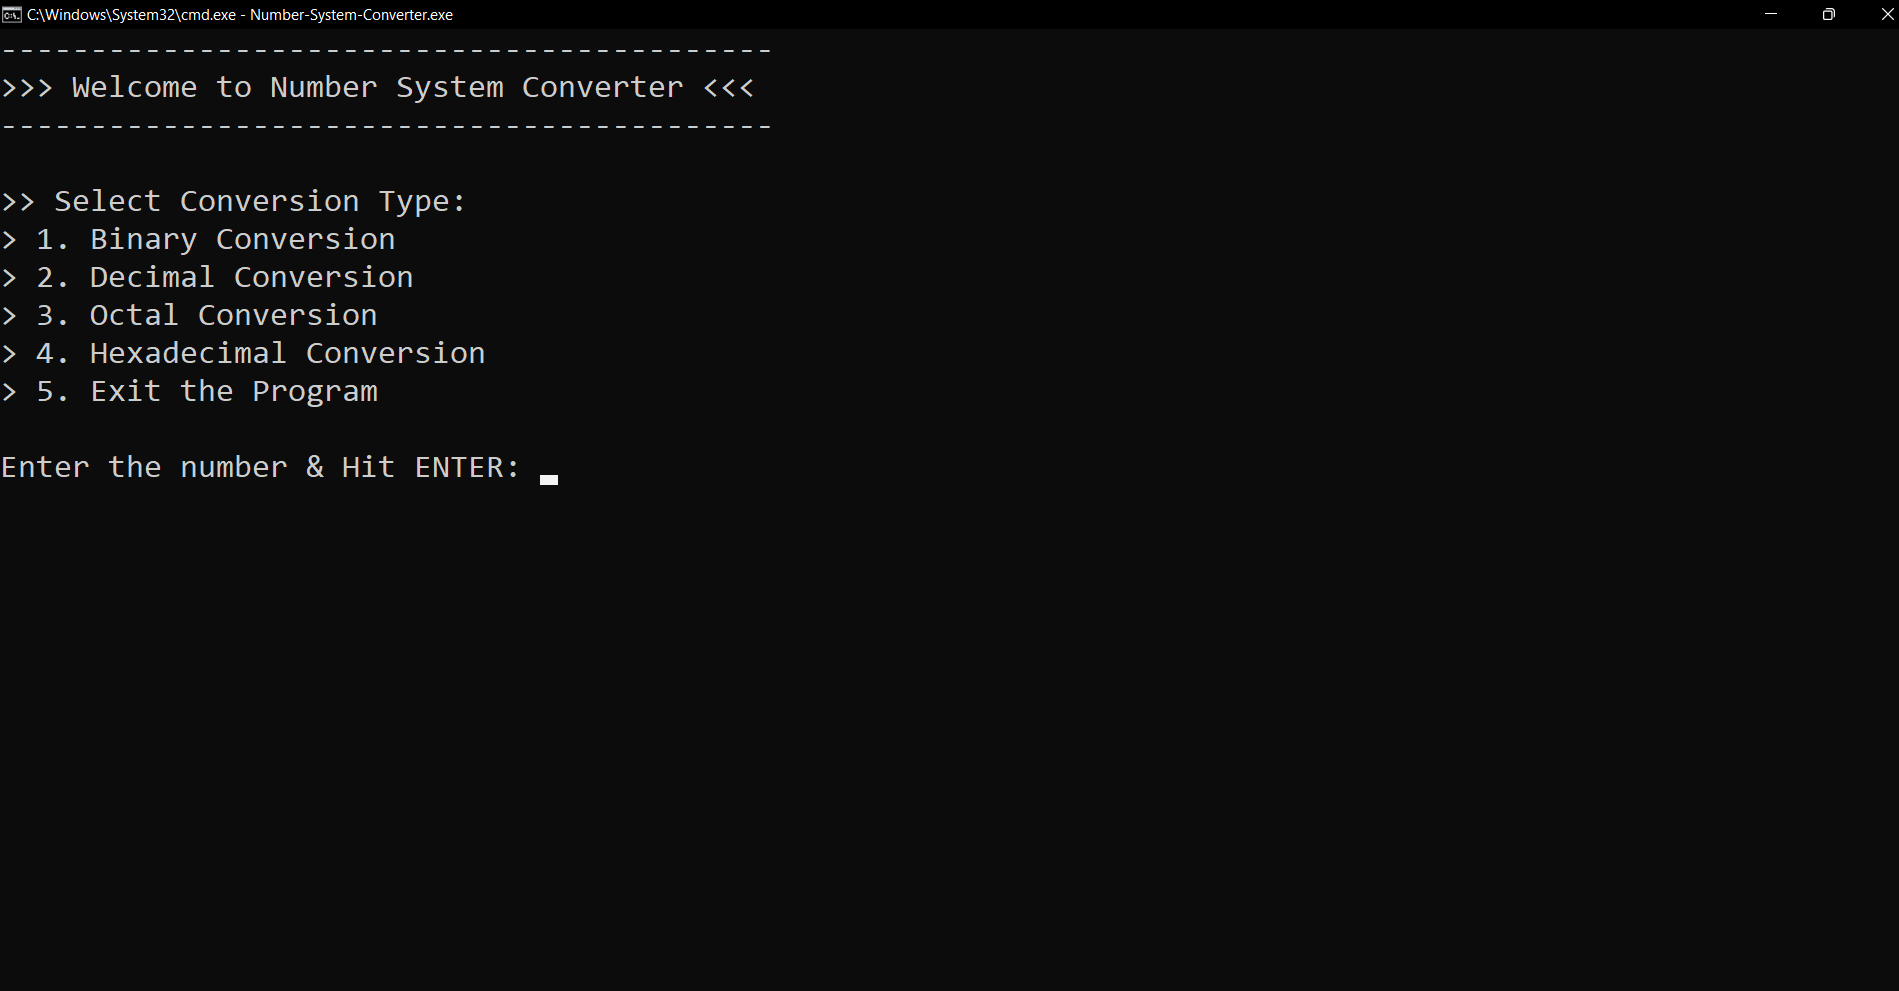 C:\Windows\System32\cmd.exe - Number-System-Converter.exe
-------------------------------------------
>>> Welcome to Number System Converter <<<
-------------------------------------------
>> Select Conversion Type:
> 1. Binary Conversion
> 2. Decimal Conversion
> 3. Octal Conversion
> 4. Hexadecimal Conversion
> 5. Exit the Program
Enter the number & Hit ENTER: